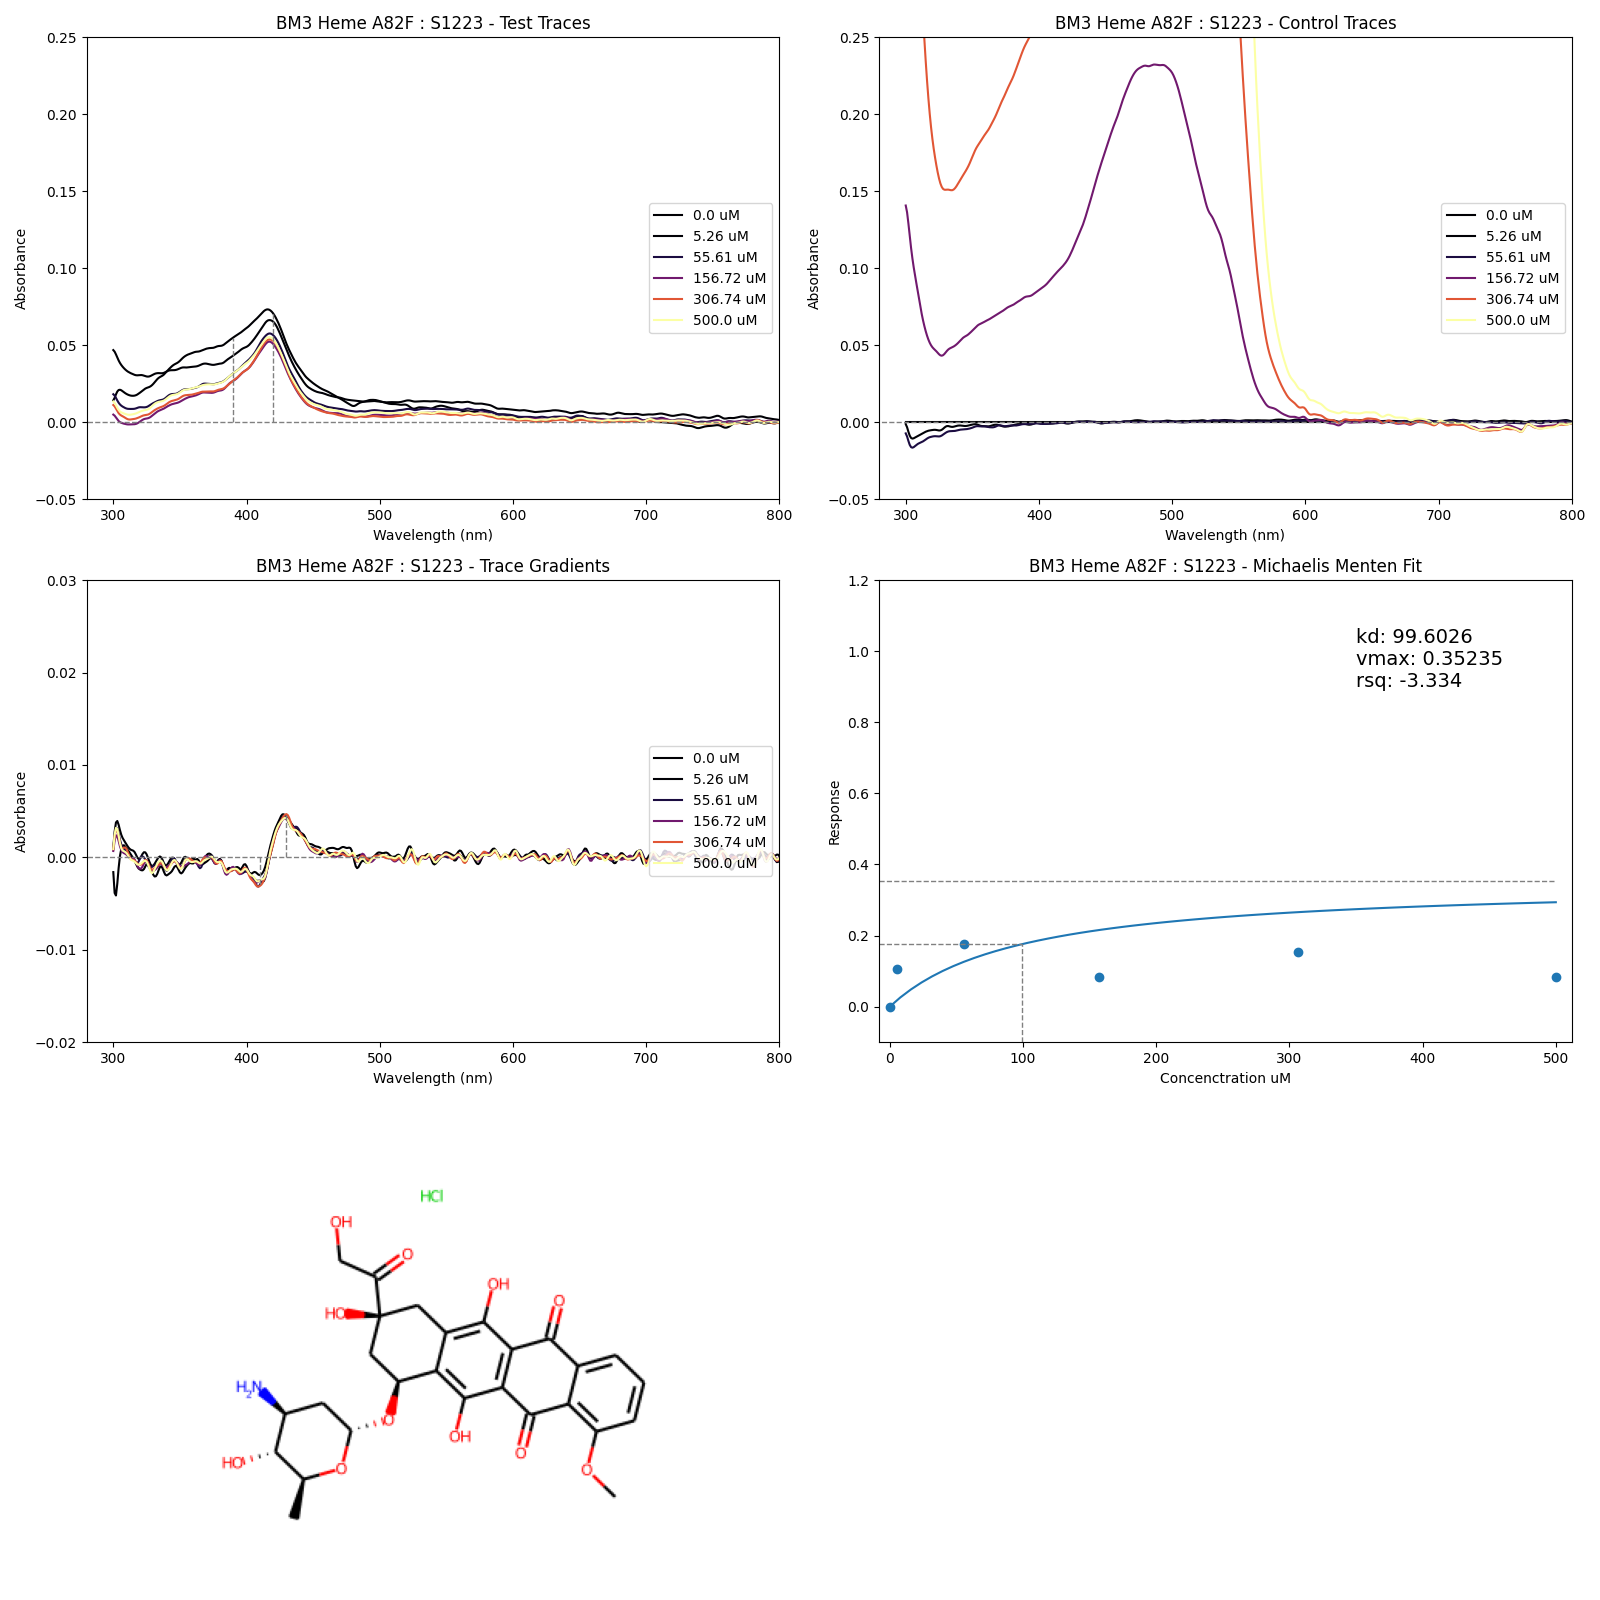 BM3 Heme A82F : S1223 - Test Traces
0.25
0.20
0.15
0.10
0.05
0.00
−0.05
Absorbance
300 400 500 600 700 800
Wavelength (nm)
0.0 uM
5.26 uM
55.61 uM
156.72 uM
306.74 uM
500.0 uM
BM3 Heme A82F : S1223 - Control Traces
0.25
0.20
0.15
0.10
0.05
0.00
−0.05
Absorbance
300 400 500 600 700 800
Wavelength (nm)
0.0 uM
5.26 uM
55.61 uM
156.72 uM
306.74 uM
500.0 uM
BM3 Heme A82F : S1223 - Trace Gradients
0.03
0.02
0.01
0.00
−0.01
−0.02
Absorbance
300 400 500 600 700 800
Wavelength (nm)
0.0 uM
5.26 uM
55.61 uM
156.72 uM
306.74 uM
500.0 uM
BM3 Heme A82F : S1223 - Michaelis Menten Fit
1.2
1.0
0.8
0.6
0.4
0.2
0.0
Response
kd: 99.6026
vmax: 0.35235
rsq: -3.334
0 100 200 300 400 500
Concenctration uM
HCl
OH
O
OH
HO
O
H2N
O
OH
O
HO
O
O